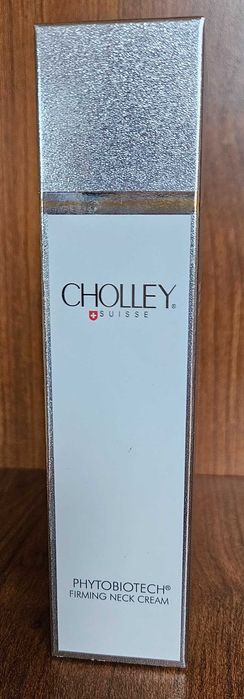 CHOLLEY®
SUISSE
PHYTOBIOTECH®
FIRMING NECK CREAM